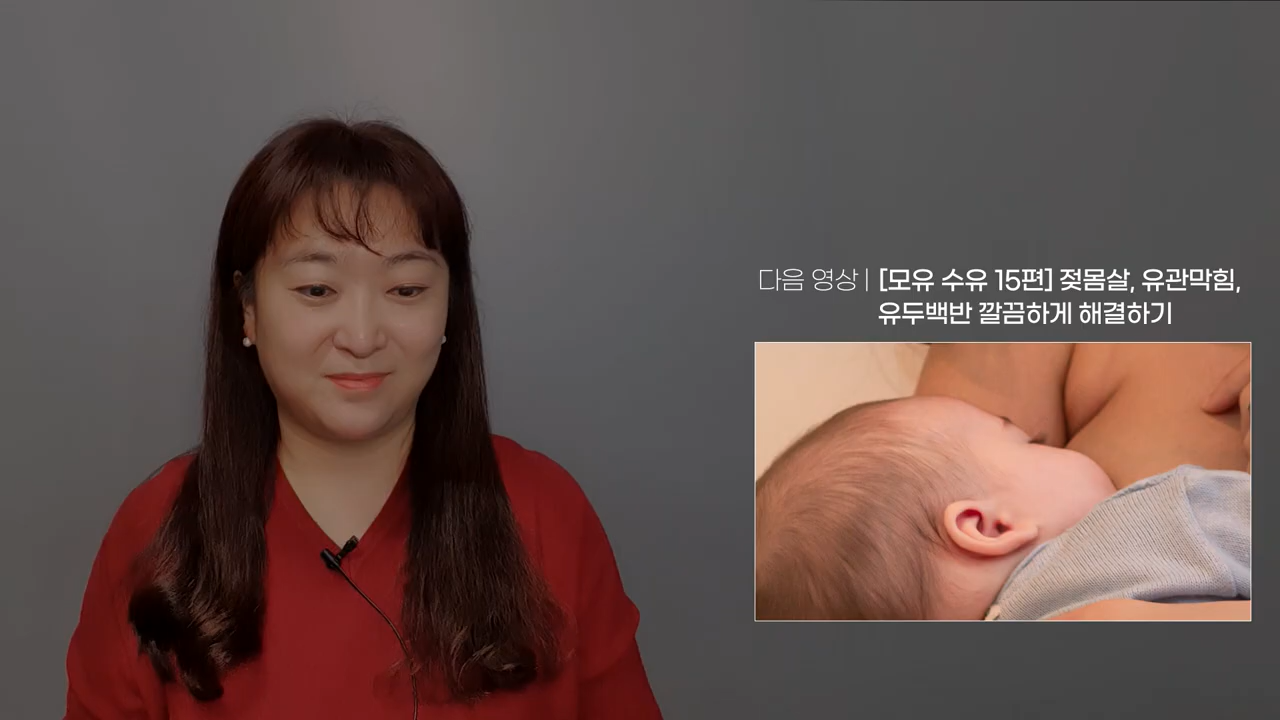 다음 영상 | [모유 수유 15편] 젖몸살, 유관막힘,
유두백반 깔끔하게 해결하기